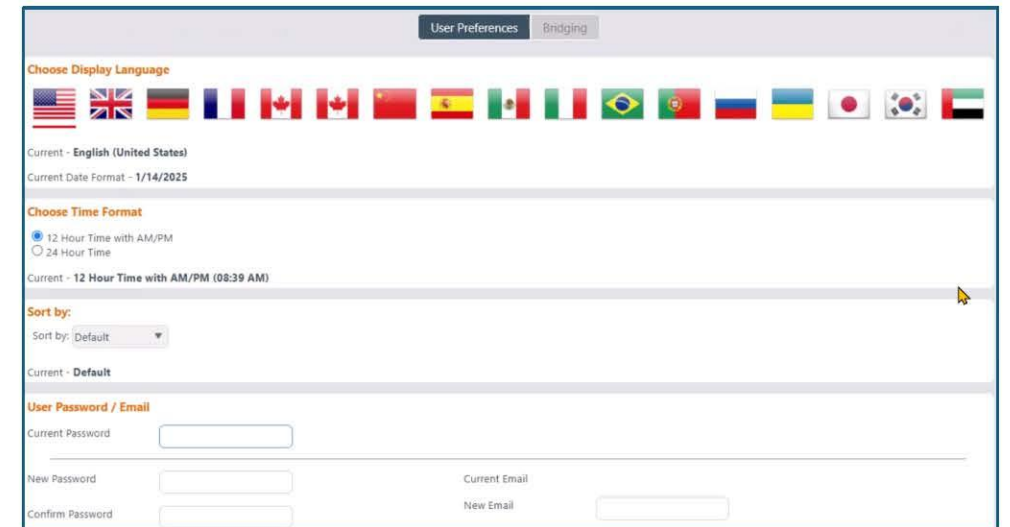 User Preferences Bridging
Choose Display Language
Current - English (United States)
Current Date Format - 1/14/2025
Choose Time Format
12 Hour Time with AM/PM
24 Hour Time
Current - 12 Hour Time with AM/PM (08:39 AM)
Sort by:
Sort by: Default
Current - Default
User Password / Email
Current Password
New Password Current Email
New Email
Confirm Password